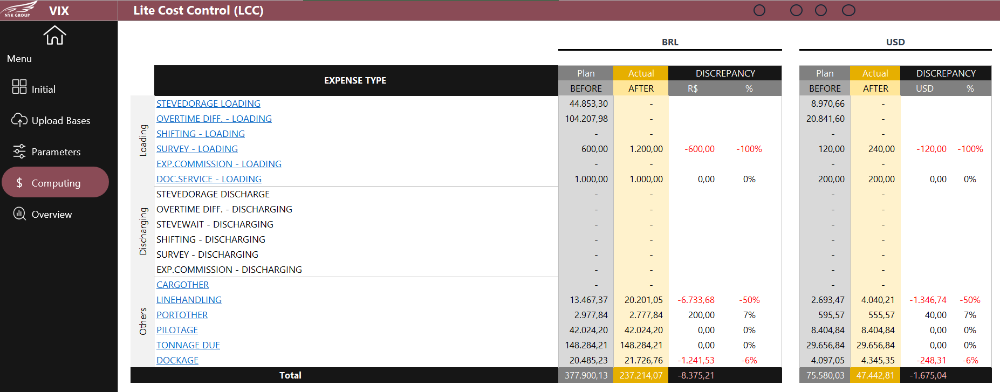 NYK GROUP
VIX
Lite Cost Control (LCC)
Menu
Initial
Upload Bases
Parameters
$ Computing
Overview
BRL
USD
EXPENSE TYPE
Plan Actual DISCREPANCY Plan Actual DISCREPANCY
BEFORE AFTER R$ % BEFORE AFTER USD %
Loading
STEVEDORAGE LOADING 44.853,30 - 8.970,66 -
OVERTIME DIFF. - LOADING 104.207,98 - 20.841,60 -
SHIFTING - LOADING - - - -
SURVEY - LOADING 600,00 1.200,00 -600,00 -100% 120,00 240,00 -120,00 -100%
EXP.COMMISSION - LOADING - - - -
DOC.SERVICE - LOADING 1.000,00 1.000,00 0,00 0% 200,00 200,00 0,00 0%
Discharging
STEVEDORAGE DISCHARGE - - - -
OVERTIME DIFF. - DISCHARGING - - - -
STEVEWAIT - DISCHARGING - - - -
SHIFTING - DISCHARGING - - - -
SURVEY - DISCHARGING - - - -
EXP.COMMISSION - DISCHARGING - - - -
Others
CARGOTHER - - - -
LINEHANDLING 13.467,37 20.201,05 -6.733,68 -50% 2.693,47 4.040,21 -1.346,74 -50%
PORTOTHER 2.977,84 2.777,84 200,00 7% 595,57 555,57 40,00 7%
PILOTAGE 42.024,20 42.024,20 0,00 0% 8.404,84 8.404,84 0,00 0%
TONNAGE DUE 148.284,21 148.284,21 0,00 0% 29.656,84 29.656,84 0,00 0%
DOCKAGE 20.485,23 21.726,76 -1.241,53 -6% 4.097,05 4.345,35 -248,31 -6%
Total 377.900,13 237.214,07 -8.375,21 75.580,03 47.442,81 -1.675,04